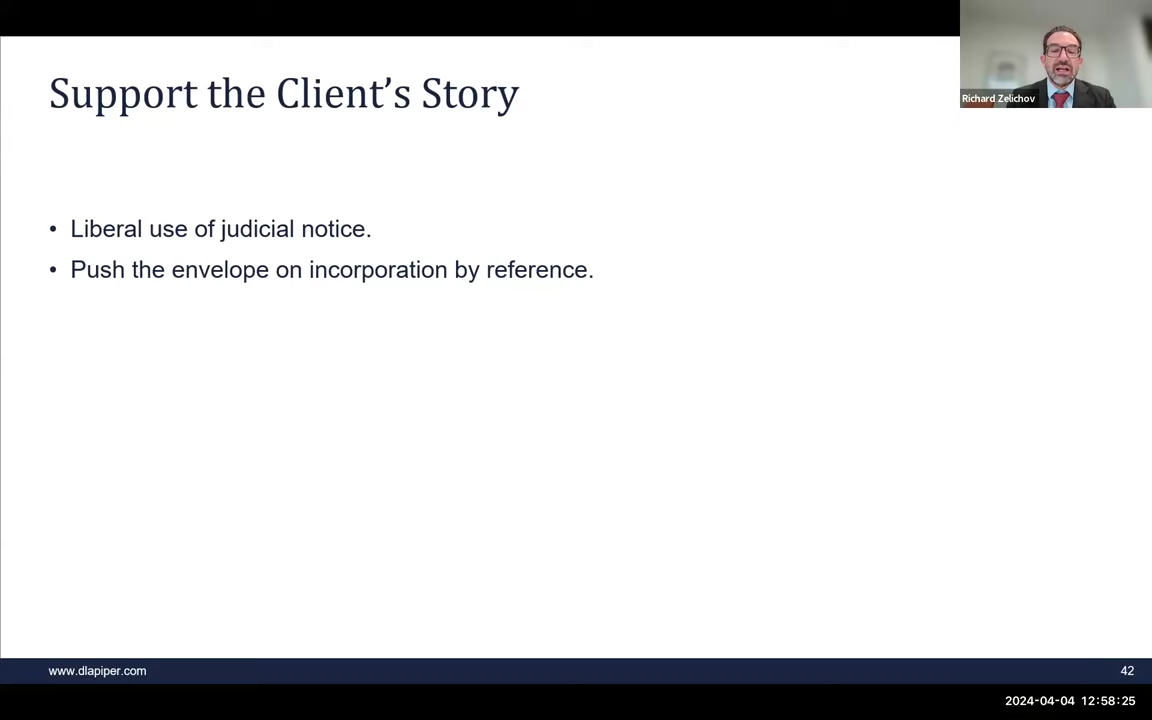 Support the Client’s Story
Richard Zelichov
• Liberal use of judicial notice.
• Push the envelope on incorporation by reference.
www.dlapiper.com
42
2024-04-04 12:58:25